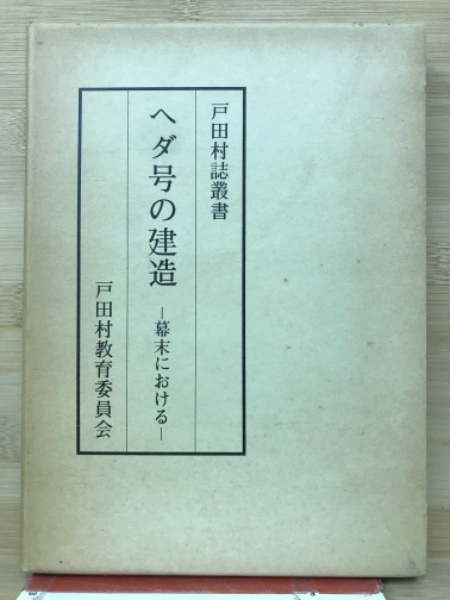 戸田村誌叢書
ヘダ号の建造
―幕末における―
戸田村教育委員会